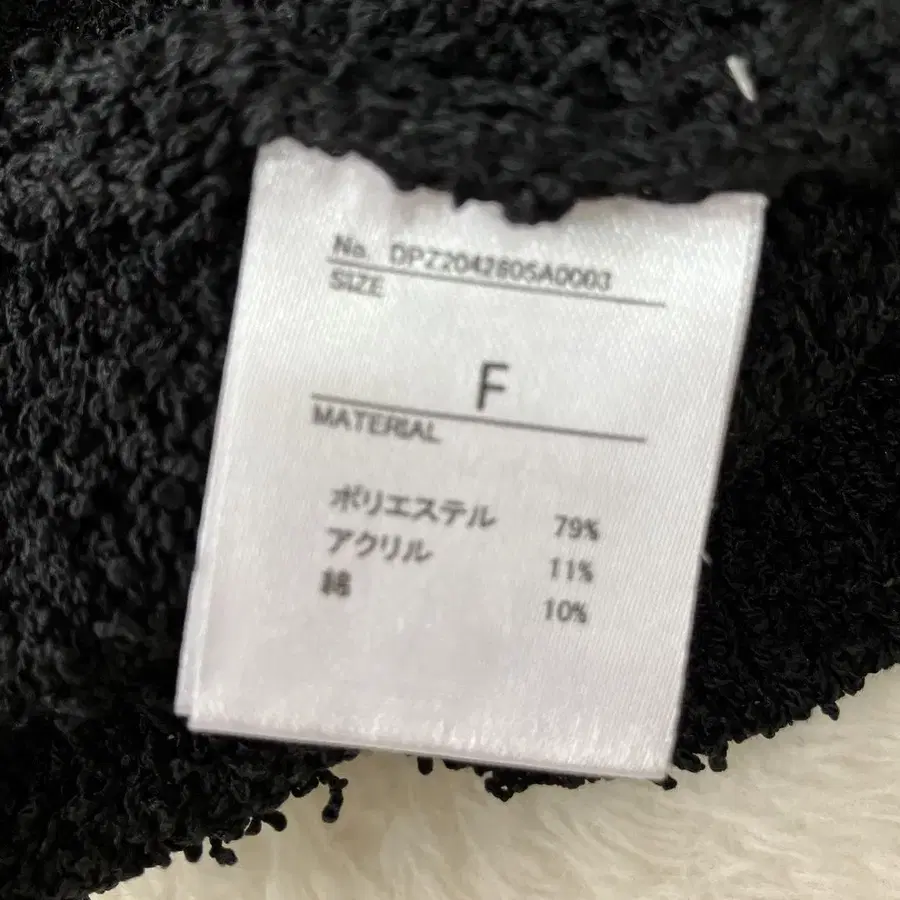 No. DPZ2042605A0003
SIZE
F
MATERIAL
ポリエステル 79%
アクリル 11%
綿 10%